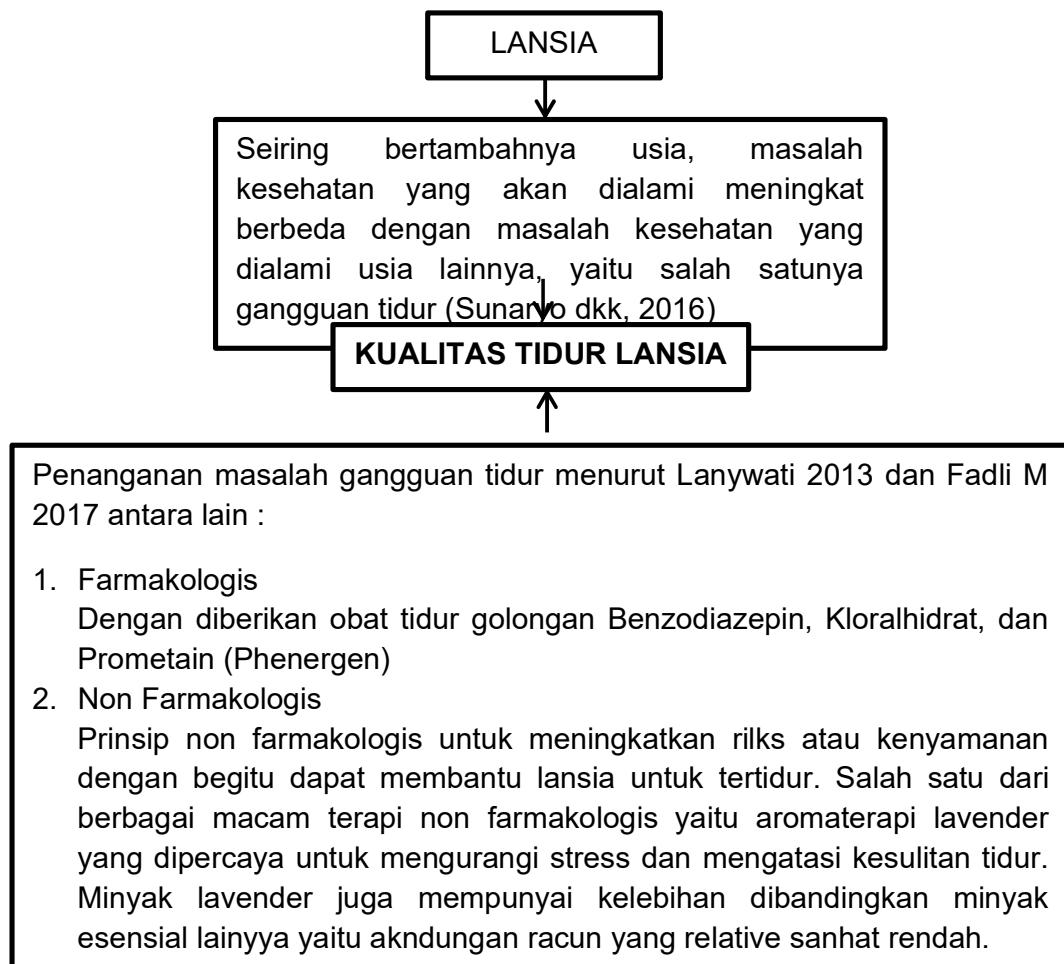 LANSIA
Seiring bertambahnya usia, masalah
kesehatan yang akan dialami meningkat
berbeda dengan masalah kesehatan yang
dialami usia lainnya, yaitu salah satunya
gangguan tidur (Sunaryo dkk, 2016)
KUALITAS TIDUR LANSIA
Penanganan masalah gangguan tidur menurut Lanywati 2013 dan Fadli M
2017 antara lain :
1. Farmakologis
Dengan diberikan obat tidur golongan Benzodiazepin, Kloralhidrat, dan
Prometain (Phenergen)
2. Non Farmakologis
Prinsip non farmakologis untuk meningkatkan rilks atau kenyamanan
dengan begitu dapat membantu lansia untuk tertidur. Salah satu dari
berbagai macam terapi non farmakologis yaitu aromaterapi lavender
yang dipercaya untuk mengurangi stress dan mengatasi kesulitan tidur.
Minyak lavender juga mempunyai kelebihan dibandingkan minyak
esensial lainyya yaitu akndungan racun yang relative sanhat rendah.